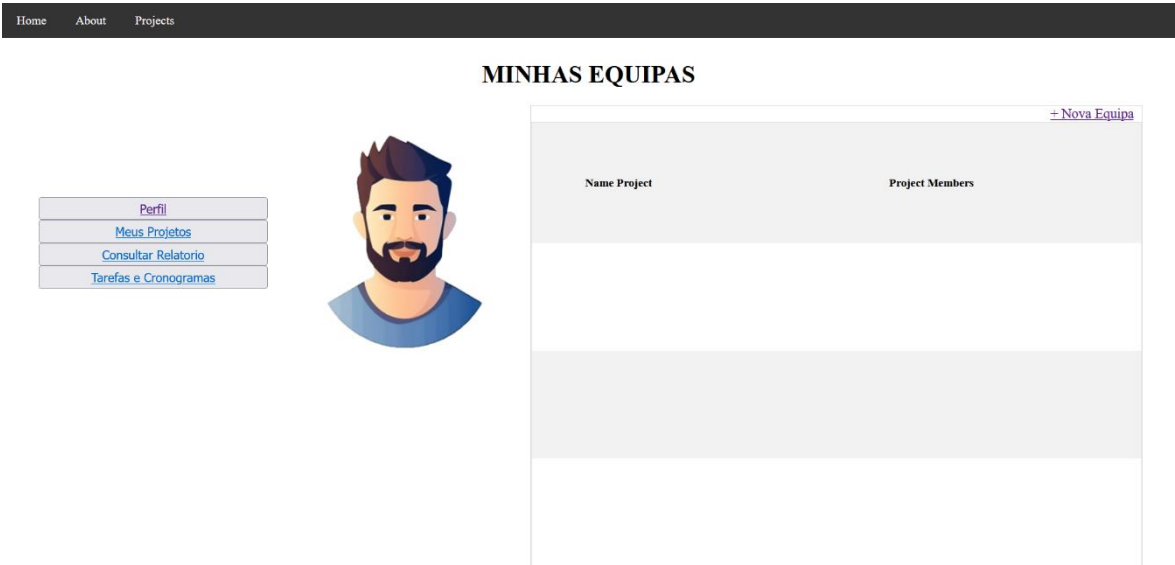 Home About Projects
MINHAS EQUIPAS
+ Nova Equipa
Name Project Project Members
Perfil
Meus Projetos
Consultar Relatorio
Tarefas e Cronogramas